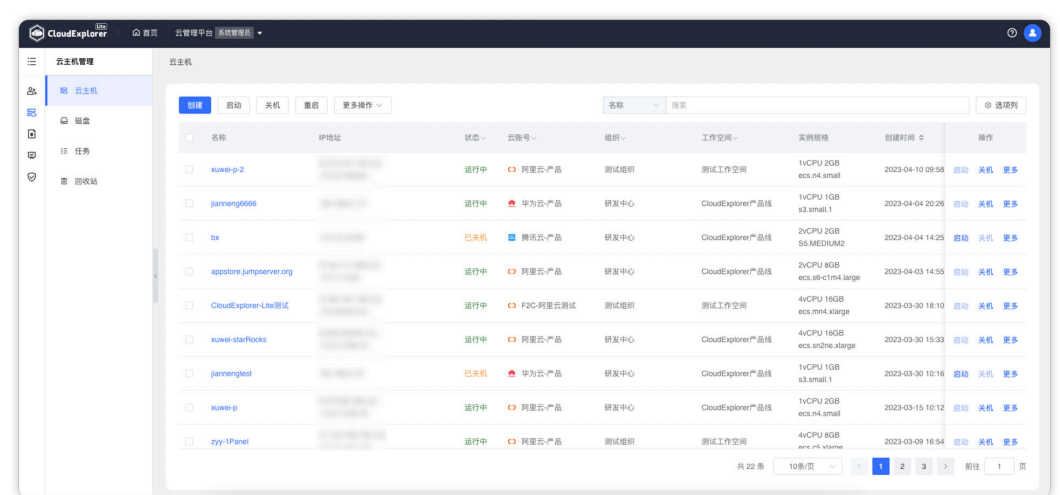 CloudExplorer Lite 首页 云管理平台 系统管理员
云主机管理
云主机
磁盘
任务
回收站
云主机
创建 启动 关机 重启 更多操作 名称 搜索 选项列
名称 IP地址 状态 云账号 组织 工作空间 实例规格 创建时间 操作
xuwei-p-2 运行中 阿里云-产品 测试组织 测试工作空间 1vCPU 2GB 2023-04-10 09:58 启动 关机 更多
ecs.n4.small
jianneng6666 运行中 华为云-产品 研发中心 CloudExplorer产品线 1vCPU 1GB 2023-04-04 20:26 启动 关机 更多
s3.small.1
bx 已关机 腾讯云-产品 研发中心 CloudExplorer产品线 2vCPU 2GB 2023-04-04 14:25 启动 关机 更多
S5.MEDIUM2
appstore.jumpserver.org 运行中 阿里云-产品 研发中心 CloudExplorer产品线 2vCPU 8GB 2023-04-03 14:55 启动 关机 更多
ecs.s6-c1m4.large
CloudExplorer-Lite测试 运行中 F2C-阿里云测试 测试组织 测试工作空间 4vCPU 16GB 2023-03-30 18:10 启动 关机 更多
ecs.mn4.xlarge
xuwei-starRocks 运行中 阿里云-产品 研发中心 CloudExplorer产品线 4vCPU 16GB 2023-03-30 15:33 启动 关机 更多
ecs.sn2ne.xlarge
jiannengtest 已关机 华为云-产品 研发中心 CloudExplorer产品线 1vCPU 1GB 2023-03-30 10:16 启动 关机 更多
s3.small.1
xuwei-p 运行中 阿里云-产品 研发中心 CloudExplorer产品线 1vCPU 2GB 2023-03-15 10:12 启动 关机 更多
ecs.n4.small
zyy-1Panel 运行中 阿里云-产品 测试组织 测试工作空间 4vCPU 8GB 2023-03-09 16:54 启动 关机 更多
ecs.c5.xlarge
共 22 条 10条/页 1 2 3 前往 1 页